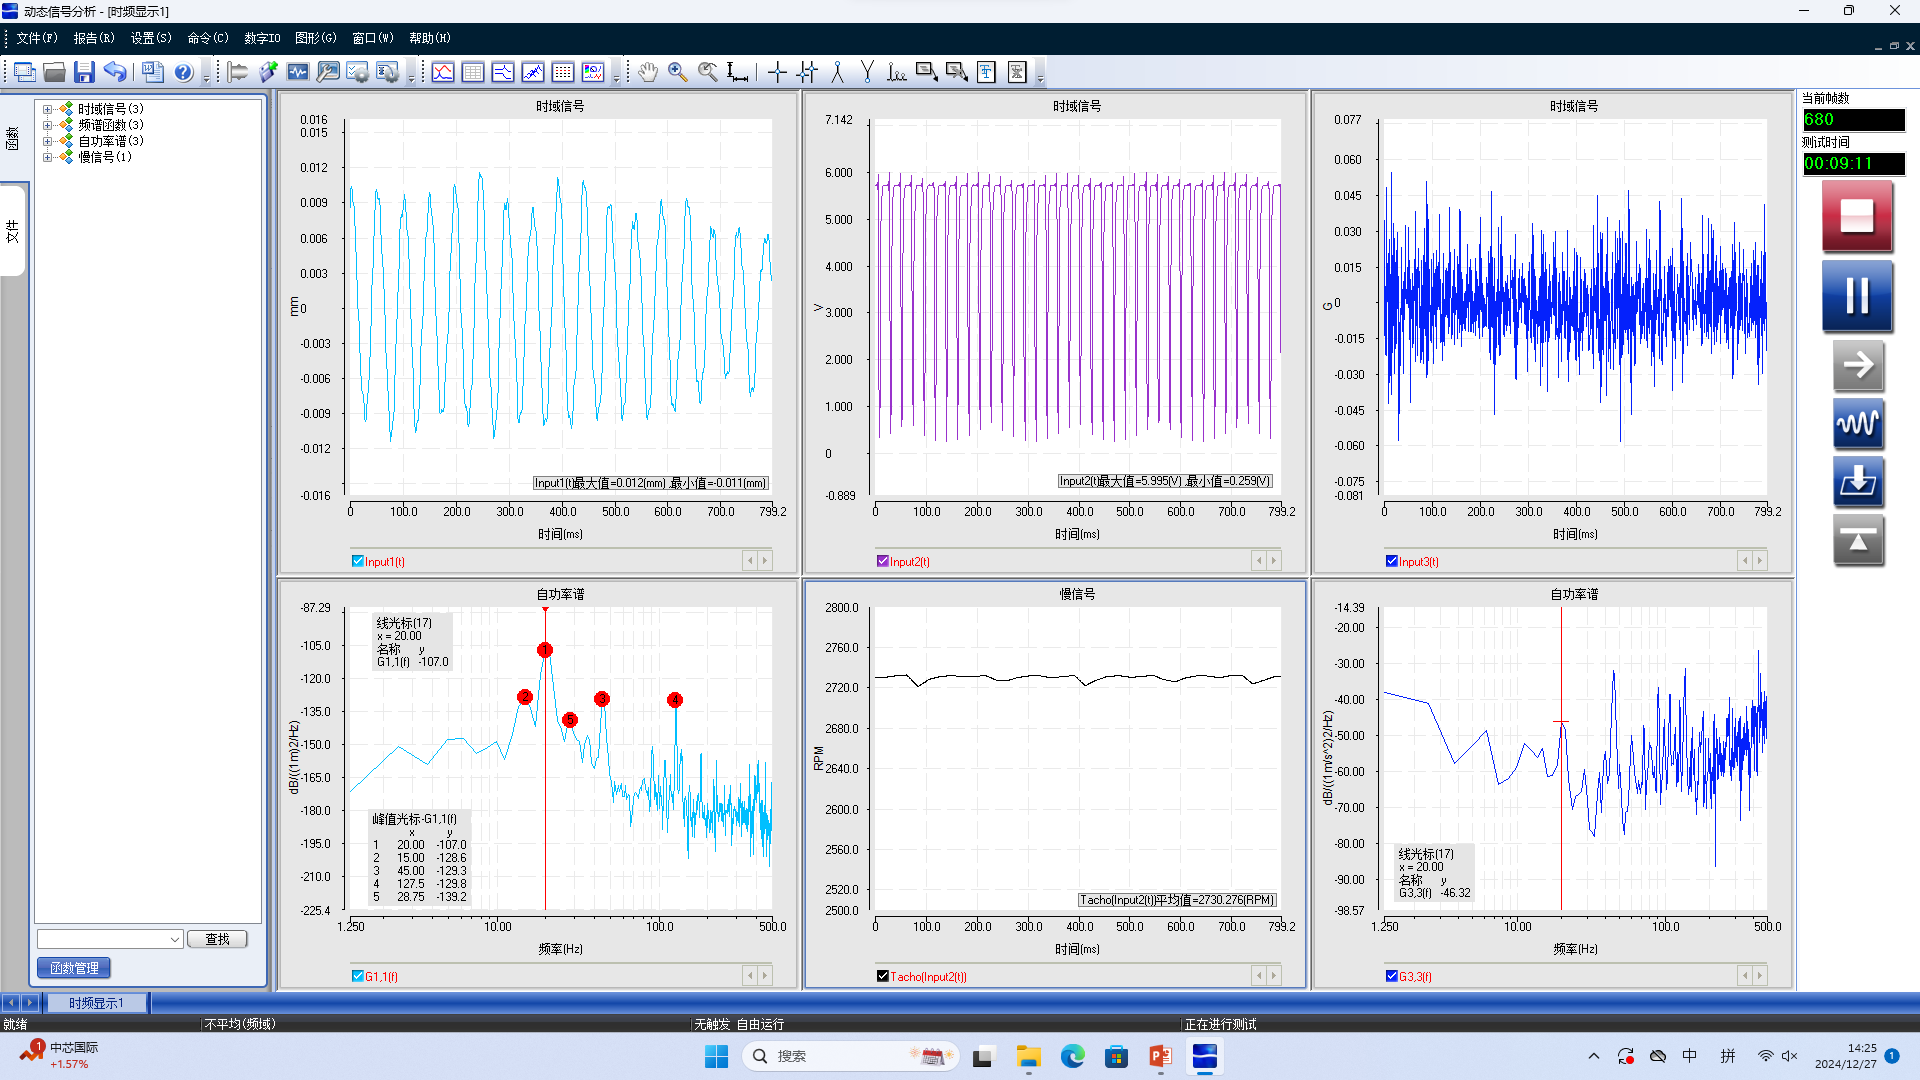 动态信号分析 - [时频显示1]
文件(F) 报告(R) 设置(S) 命令(C) 数字IO 图形(G) 窗口(W) 帮助(H)
函数
文件
时域信号(3)
频谱函数(3)
自功率谱(3)
慢信号(1)
查找
函数管理
时域信号
0.016
0.015
0.012
0.009
0.006
0.003
0
-0.003
-0.006
-0.009
-0.012
-0.016
mm
Input1(t)最大值=0.012(mm) ,最小值=-0.011(mm)
0 100.0 200.0 300.0 400.0 500.0 600.0 799.2
时间(ms)
Input1(t)
时域信号
7.142
6.000
5.000
4.000
3.000
2.000
1.000
0
-0.889
V
Input2(t)最大值=5.995(V) ,最小值=0.259(V)
0 100.0 200.0 300.0 400.0 500.0 600.0 700.0 799.2
时间(ms)
Input2(t)
时域信号
0.077
0.060
0.045
0.030
0.015
0
-0.015
-0.030
-0.045
-0.060
-0.075
-0.081
G
0 100.0 200.0 300.0 400.0 500.0 600.0 700.0 799.2
时间(ms)
Input3(t)
自功率谱
-87.29
-105.0
-120.0
-135.0
-150.0
-165.0
-180.0
-195.0
-210.0
-225.4
dB/((1m)2/Hz)
线光标(17)
x = 20.00
名称 y
G1,1(f) -107.0
1
2
3
4
5
峰值光标-G1,1(f)
x y
1 20.00 -107.0
2 15.00 -128.6
3 45.00 -129.3
4 127.5 -129.8
5 28.75 -139.2
1.250 10.00 100.0 500.0
频率(Hz)
G1,1(f)
慢信号
2800.0
2760.0
2720.0
2680.0
2640.0
2600.0
2560.0
2520.0
2500.0
RPM
Tacho(Input2(t))平均值=2730.276(RPM)
0 100.0 200.0 300.0 400.0 500.0 600.0 700.0 799.2
时间(ms)
Tacho(Input2(t))
自功率谱
-14.39
-20.00
-30.00
-40.00
-50.00
-60.00
-70.00
-80.00
-90.00
-98.57
dB/((1m/s^2)2/Hz)
线光标(17)
x = 20.00
名称 y
G3,3(f) -46.32
1.250 10.00 100.0 500.0
频率(Hz)
G3,3(f)
当前帧数
680
测试时间
00:09:11
时频显示1
就绪 不平均(频域) 无触发 自由运行 正在进行测试
1
中芯国际
+1.57%
搜索
中 拼
14:25
2024/12/27
1